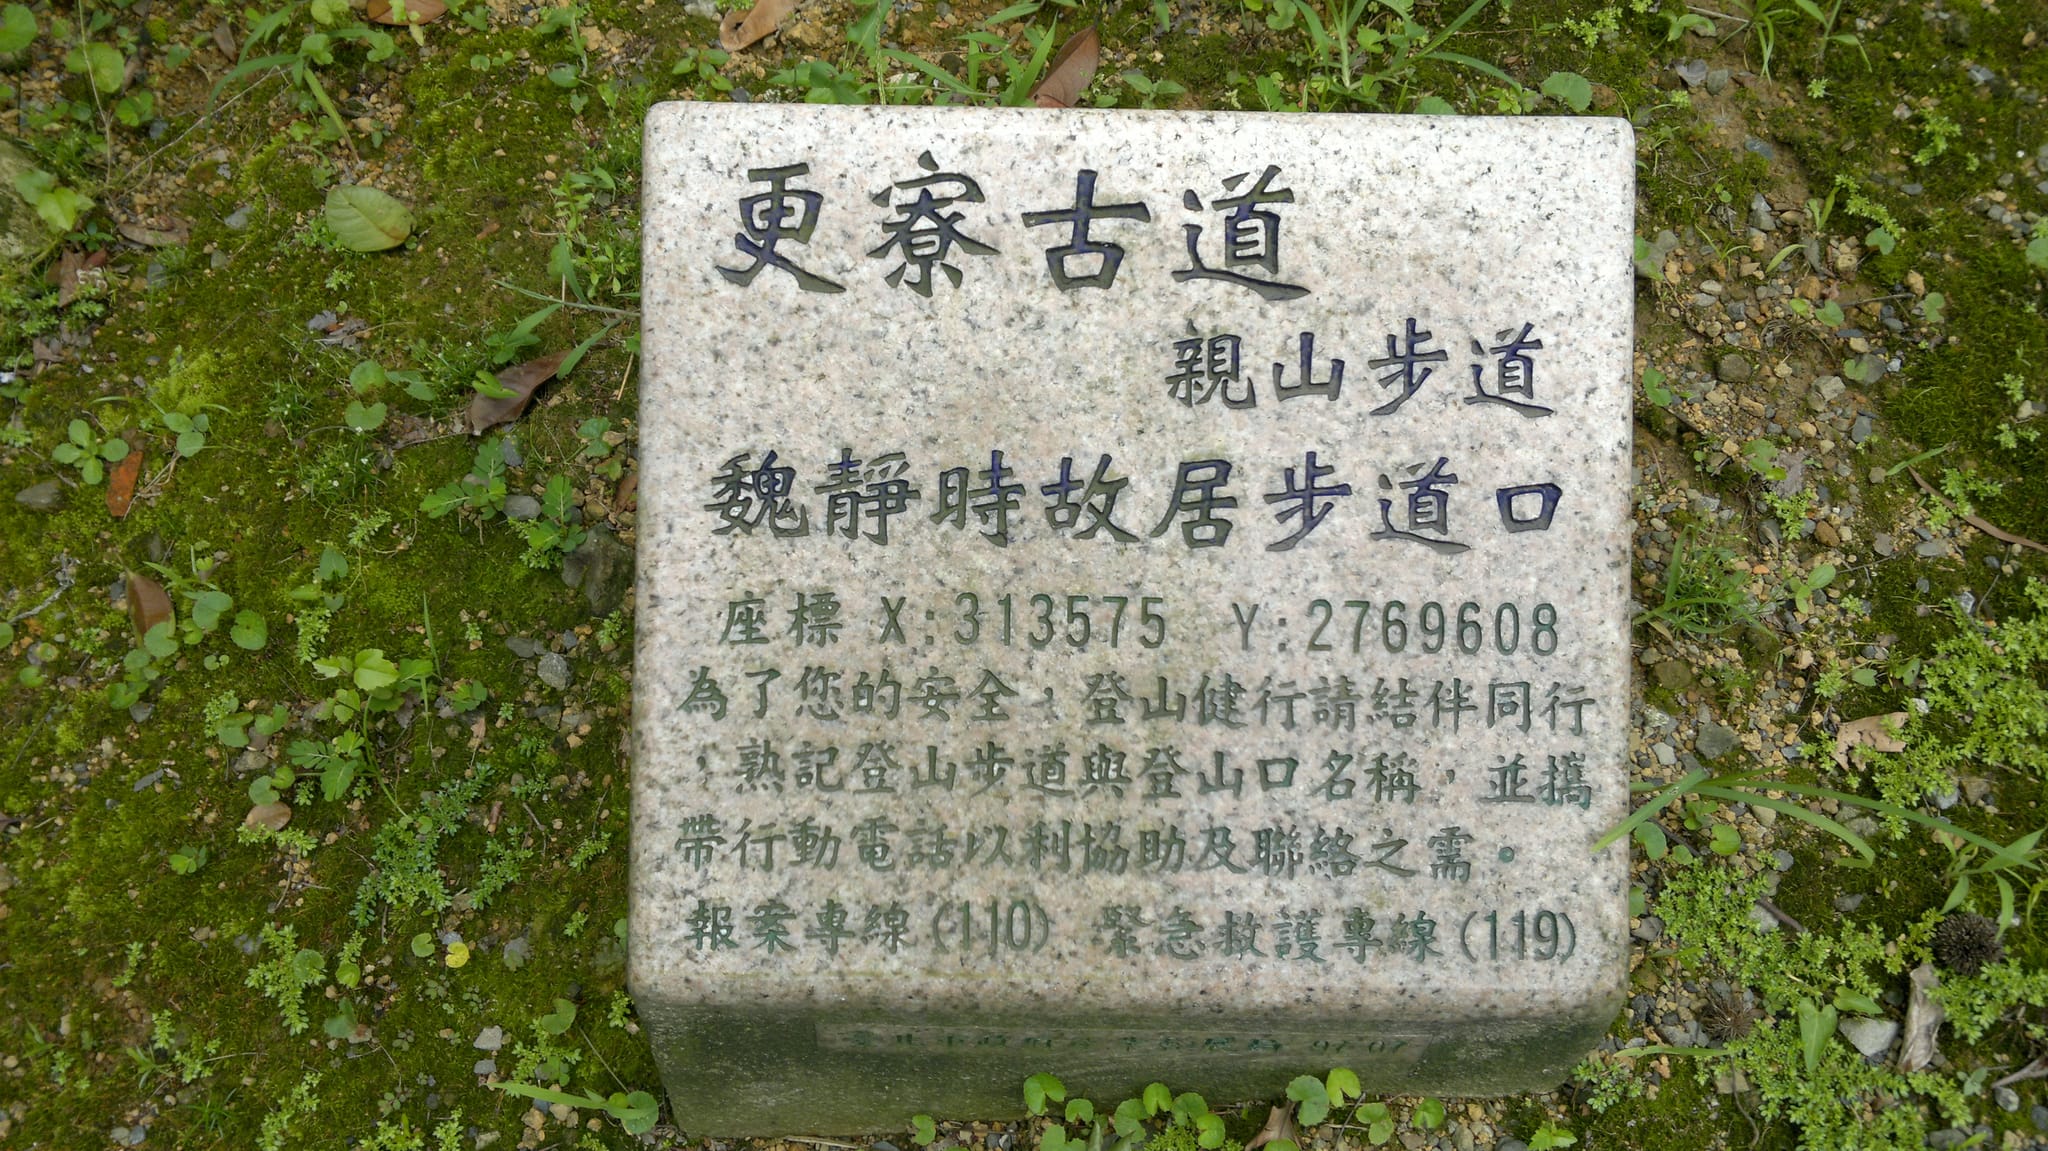 更寮古道
親山步道
魏靜時故居步道口
座標 X:313575 Y:2769608
為了您的安全，登山健行請結伴同行
，熟記登山步道與登山口名稱，並攜
帶行動電話以利協助及聯絡之需。
報案專線(110) 緊急救護專線(119)
97.07